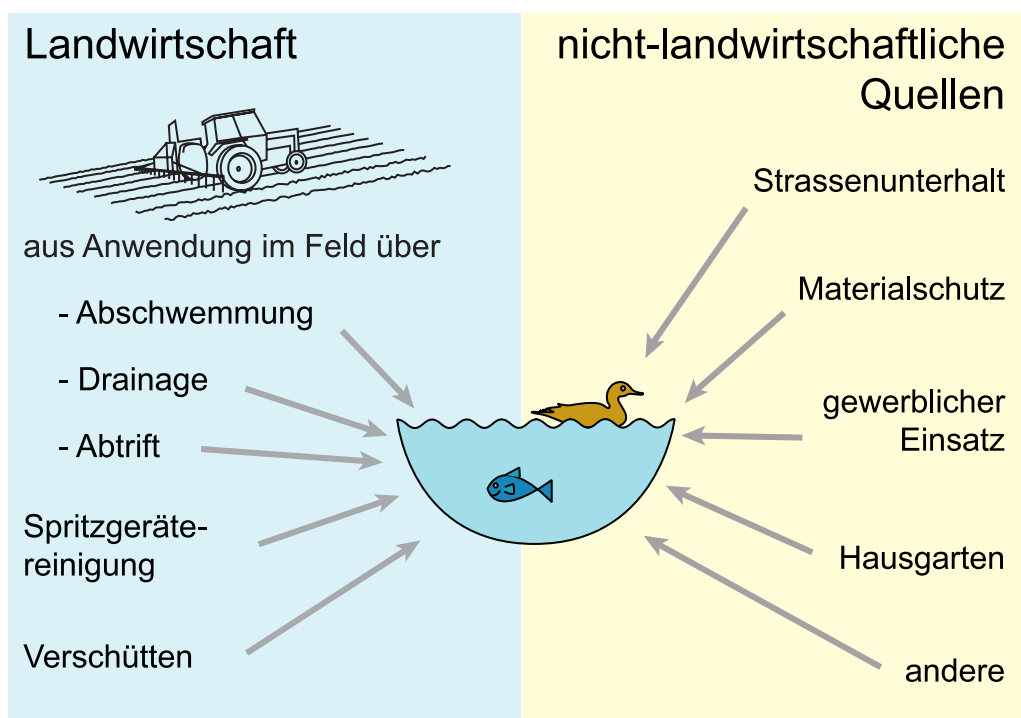 Landwirtschaft
aus Anwendung im Feld über
- Abschwemmung
- Drainage
- Abtrift
Spritzgeräte-
reinigung
Verschütten
nicht-landwirtschaftliche
Quellen
Strassenunterhalt
Materialschutz
gewerblicher
Einsatz
Hausgarten
andere